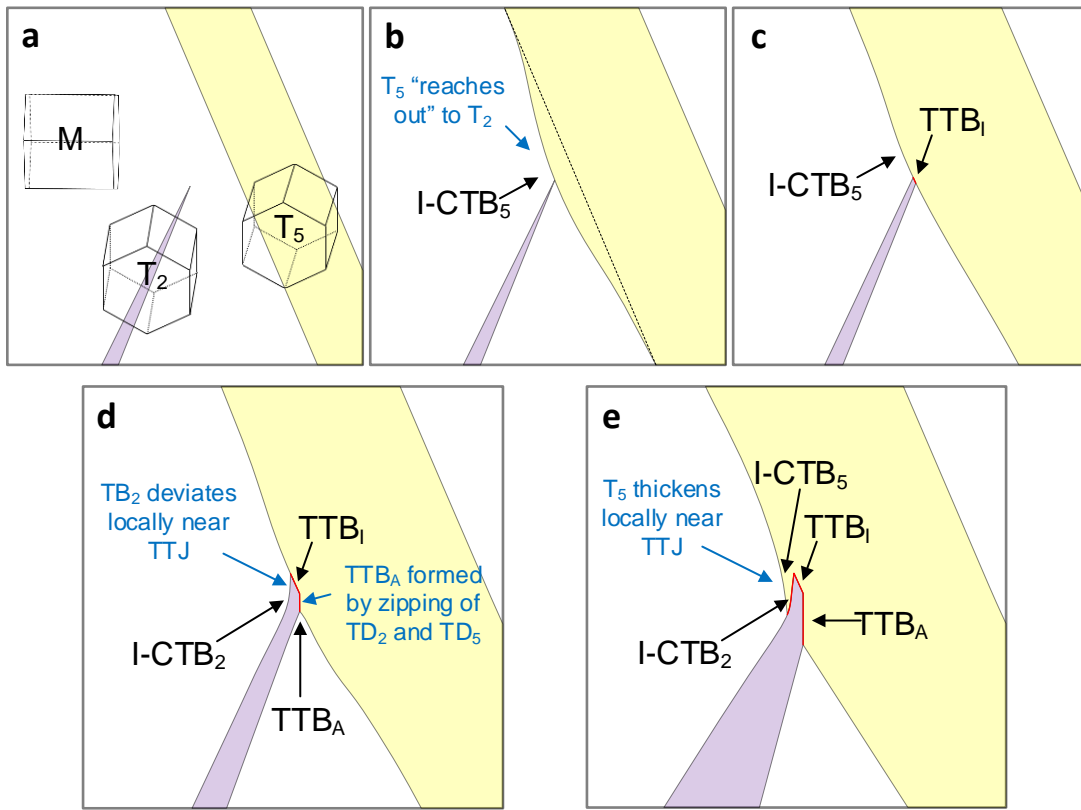 a
M
T₂
T₅
b
T₅ “reaches
out” to T₂
I-CTB₅
c
TTBI
I-CTB₅
d
TB₂ deviates
locally near
TTJ
TTBI
TTBA formed
by zipping of
TD₂ and TD₅
I-CTB₂
TTBA
e
I-CTB₅
T₅ thickens
locally near
TTJ
TTBI
TTBA
I-CTB₂